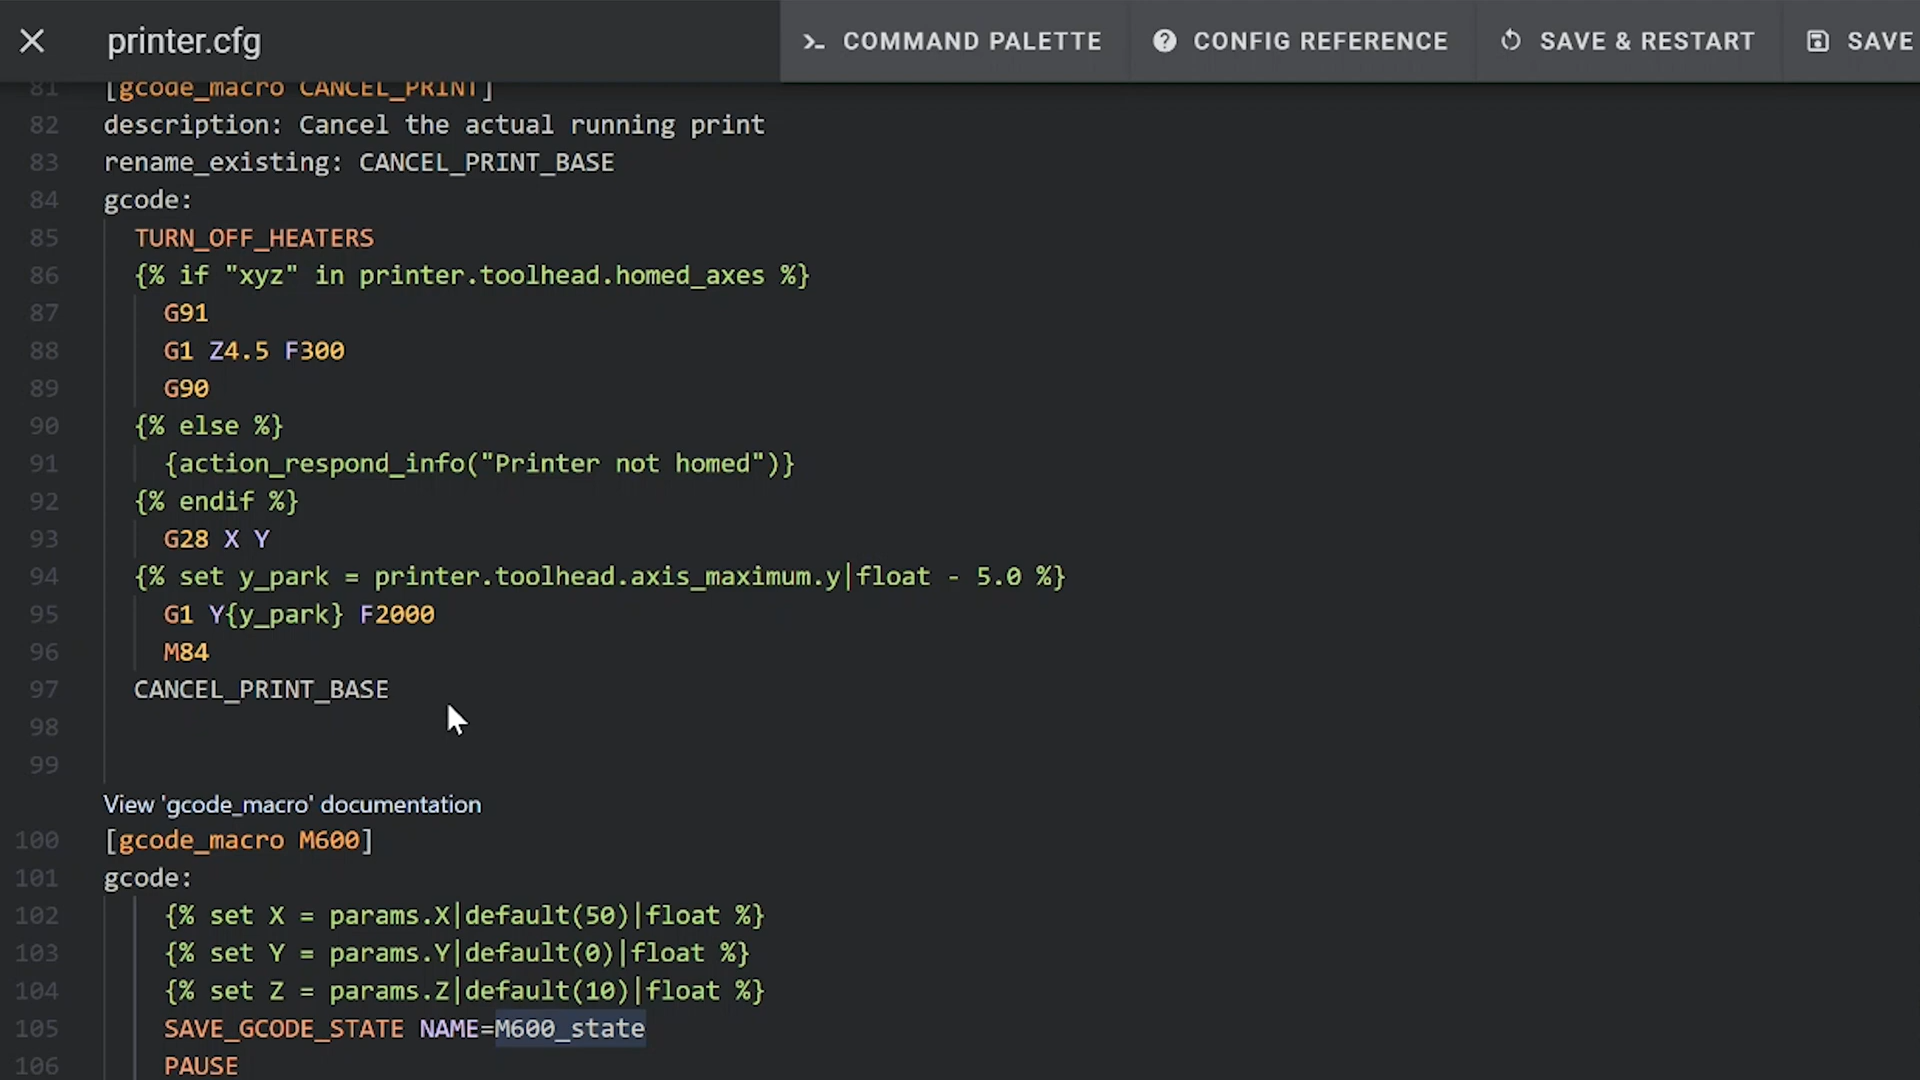 printer.cfg
COMMAND PALETTE
CONFIG REFERENCE
SAVE & RESTART
SAVE
81 [gcode_macro CANCEL_PRINT]
82 description: Cancel the actual running print
83 rename_existing: CANCEL_PRINT_BASE
84 gcode:
85 TURN_OFF_HEATERS
86 {% if "xyz" in printer.toolhead.homed_axes %}
87 G91
88 G1 Z4.5 F300
89 G90
90 {% else %}
91 {action_respond_info("Printer not homed")}
92 {% endif %}
93 G28 X Y
94 {% set y_park = printer.toolhead.axis_maximum.y|float - 5.0 %}
95 G1 Y{y_park} F2000
96 M84
97 CANCEL_PRINT_BASE
98
99
View 'gcode_macro' documentation
100 [gcode_macro M600]
101 gcode:
102 {% set X = params.X|default(50)|float %}
103 {% set Y = params.Y|default(0)|float %}
104 {% set Z = params.Z|default(10)|float %}
105 SAVE_GCODE_STATE NAME=M600_state
106 PAUSE